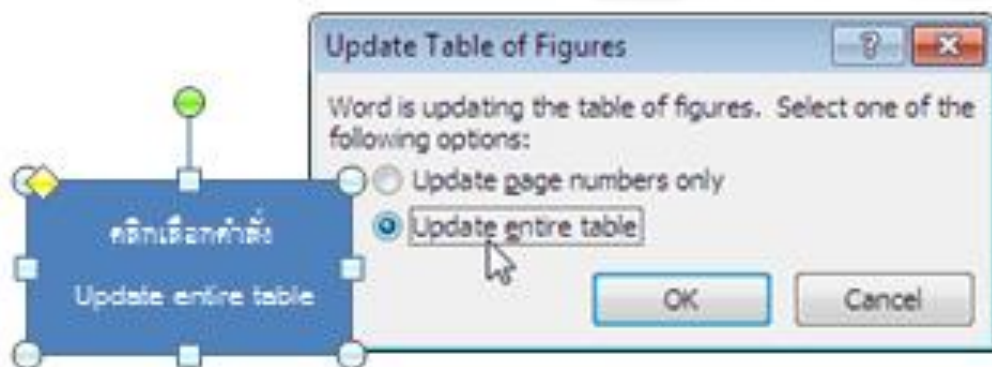 Update Table of Figures
Word is updating the table of figures. Select one of the
following options:
Update page numbers only
Update entire table
OK
Cancel
คลิกเลือกคำสั่ง
Update entire table